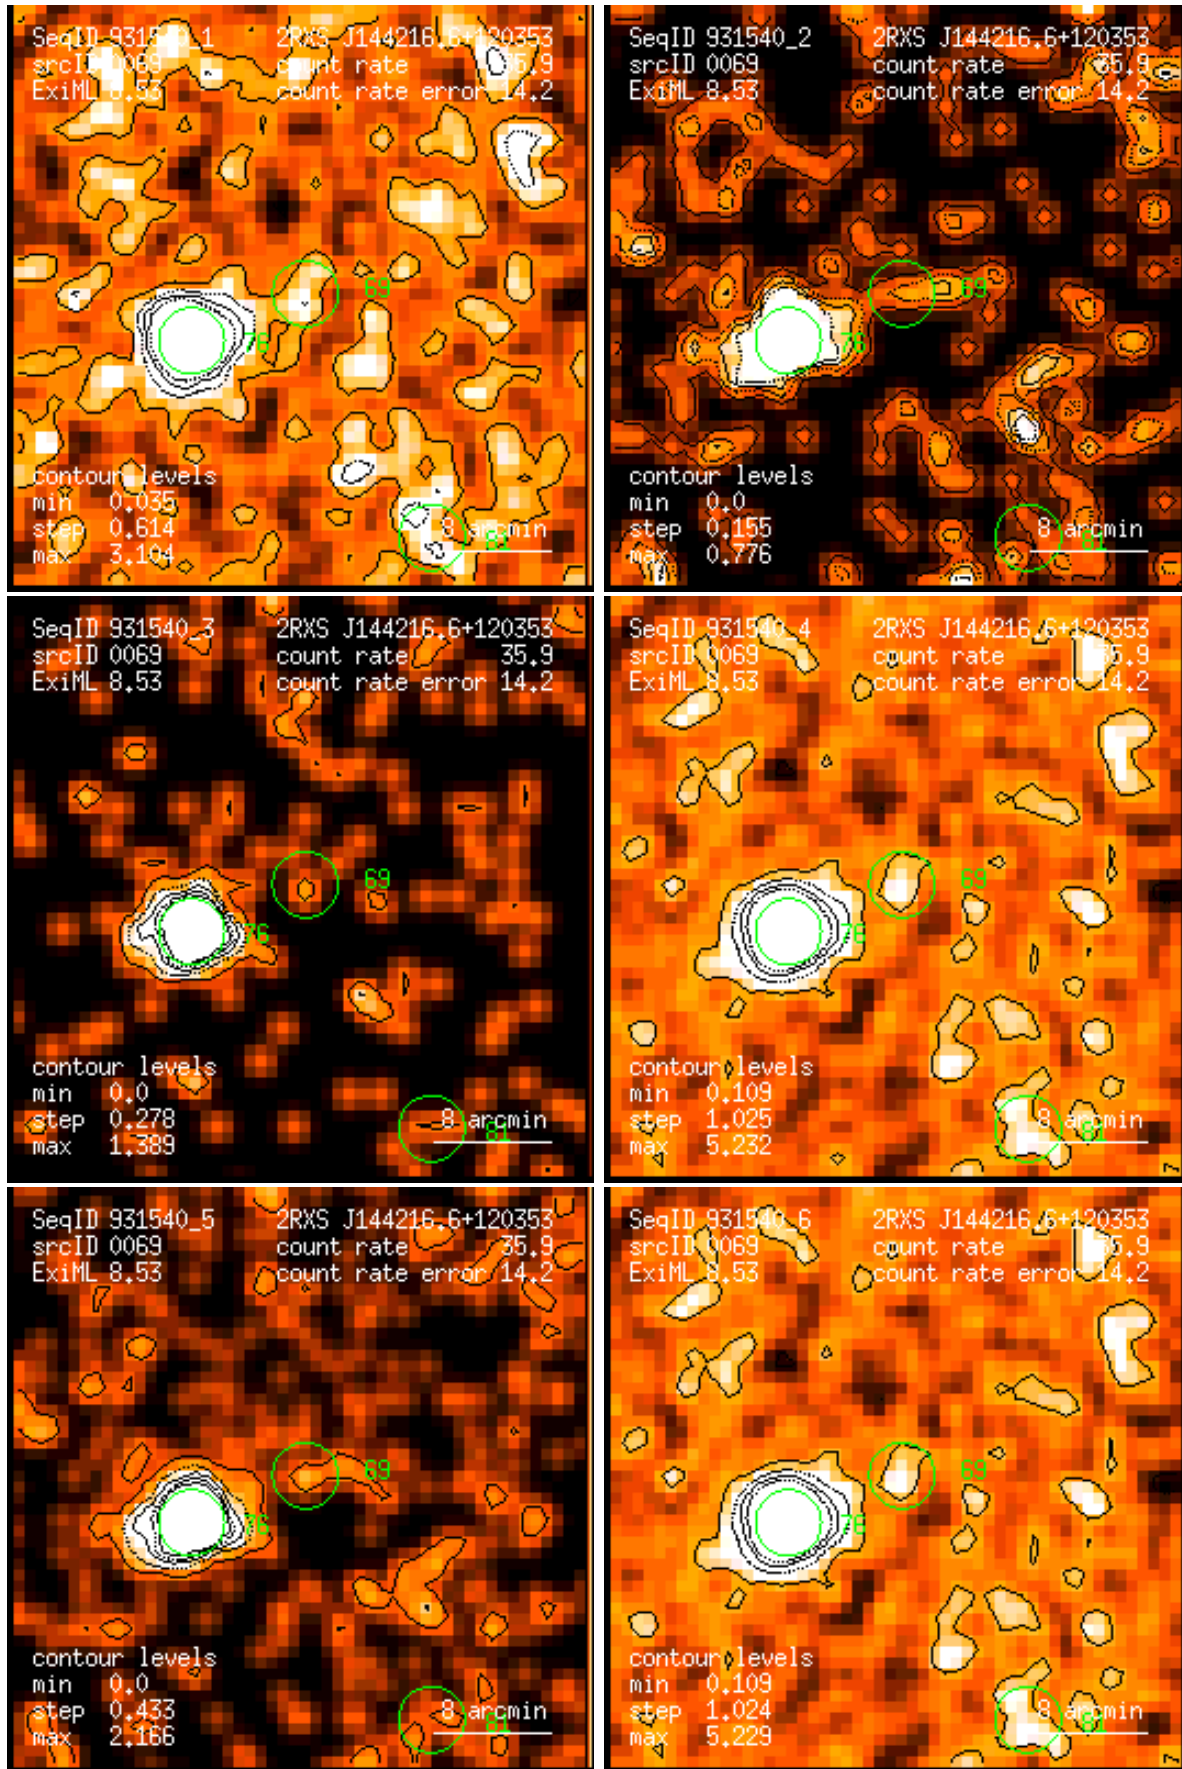 SeqID 931540_1 2RXS J144216.6+120353
srcID 0069 count rate 35.9
ExiML 8.53 count rate error 14.2
69
76
contour levels
min 0.035
step 0.614 8 arcmin
81
max 3.104
SeqID 931540_2 2RXS J144216.6+120353
srcID 0069 count rate 35.9
ExiML 8.53 count rate error 14.2
69
76
contour levels
min 0.0
step 0.155 8 arcmin
81
max 0.776
SeqID 931540_3 2RXS J144216.6+120353
srcID 0069 count rate 35.9
ExiML 8.53 count rate error 14.2
69
76
contour levels
min 0.0
step 0.278 8 arcmin
81
max 1.389
SeqID 931540_4 2RXS J144216.6+120353
srcID 0069 count rate 35.9
ExiML 8.53 count rate error 14.2
69
76
contour levels
min 0.109
step 1.025 8 arcmin
81
max 5.232
SeqID 931540_5 2RXS J144216.6+120353
srcID 0069 count rate 35.9
ExiML 8.53 count rate error 14.2
69
76
contour levels
min 0.0
step 0.433 8 arcmin
81
max 2.166
SeqID 931540_6 2RXS J144216.6+120353
srcID 0069 count rate 35.9
ExiML 8.53 count rate error 14.2
69
76
contour levels
min 0.109
step 1.024 8 arcmin
81
max 5.229